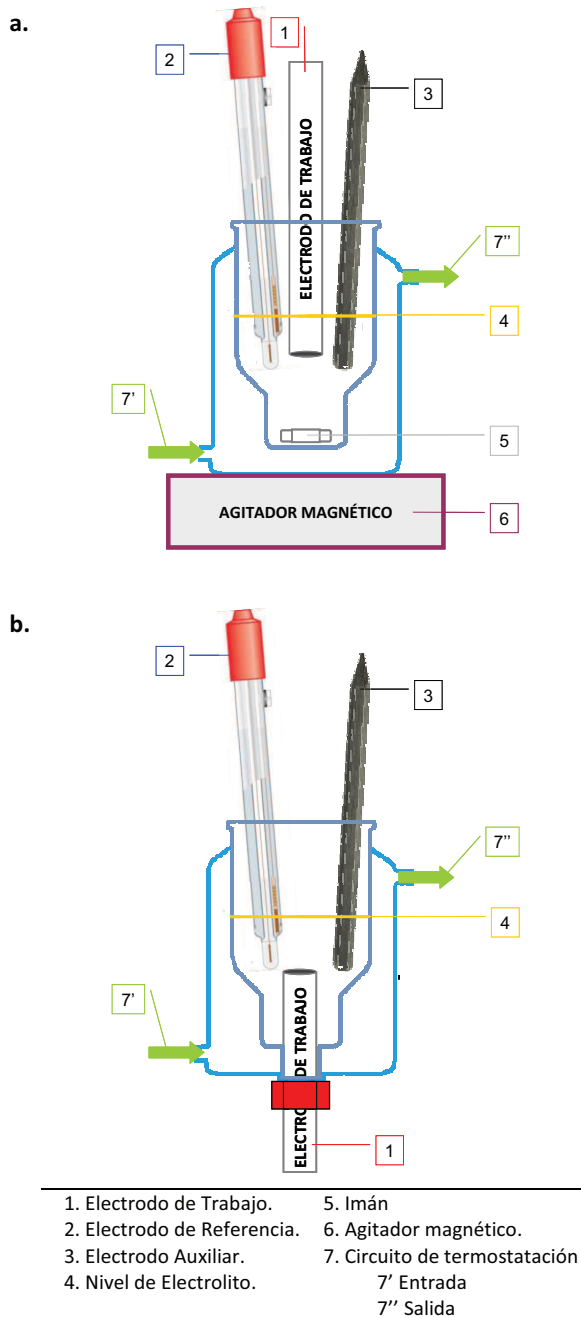 a.
1
2
3
ELECTRODO DE TRABAJO
7’’
4
7’
5
AGITADOR MAGNÉTICO
6
b.
2
3
7’’
4
7’
ELECTRO DE TRABAJO
1
1. Electrodo de Trabajo.
2. Electrodo de Referencia.
3. Electrodo Auxiliar.
4. Nivel de Electrolito.
5. Imán
6. Agitador magnético.
7. Circuito de termostatación
7’ Entrada
7’’ Salida